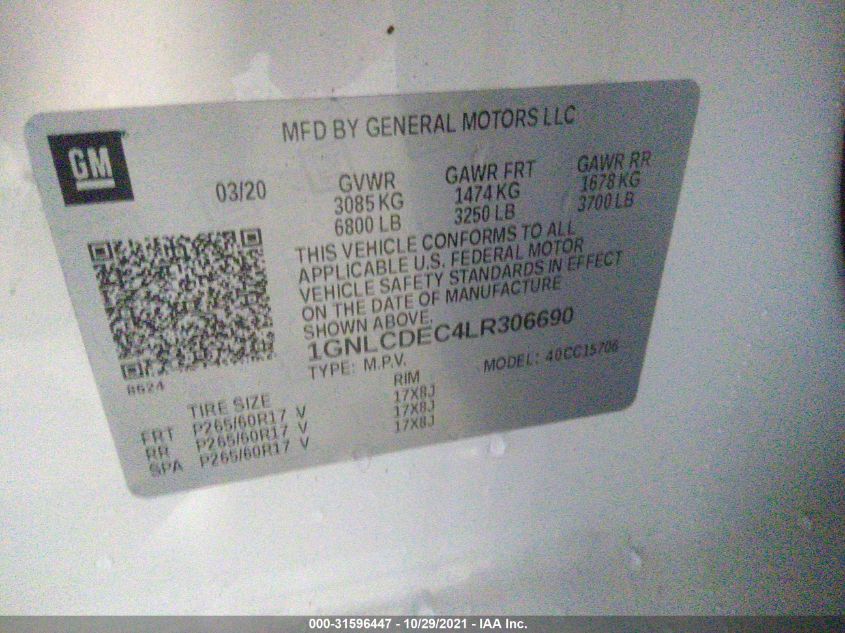 MFD BY GENERAL MOTORS LLC
GM
03/20
GVWR GAWR FRT GAWR RR
3085 KG 1474 KG 1678 KG
6800 LB 3250 LB 3700 LB
THIS VEHICLE CONFORMS TO ALL
APPLICABLE U.S. FEDERAL MOTOR
VEHICLE SAFETY STANDARDS IN EFFECT
ON THE DATE OF MANUFACTURE
SHOWN ABOVE.
1GNLCDEC4LR306690
TYPE: M.P.V. MODEL: 40CC15706
8624
TIRE SIZE RIM
FRT P265/60R17 V 17X8J
RR P265/60R17 V 17X8J
SPA P265/60R17 V 17X8J
000-31596447 - 10/29/2021 - IAA Inc.